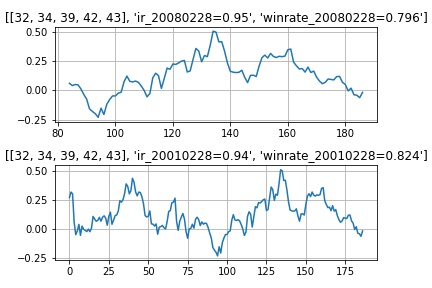 [[32, 34, 39, 42, 43], 'ir_20080228=0.95', 'winrate_20080228=0.796']
0.50
0.25
0.00
−0.25
80 100 120 140 160 180
[[32, 34, 39, 42, 43], 'ir_20010228=0.94', 'winrate_20010228=0.824']
0.50
0.25
0.00
−0.25
0 25 50 75 100 125 150 175